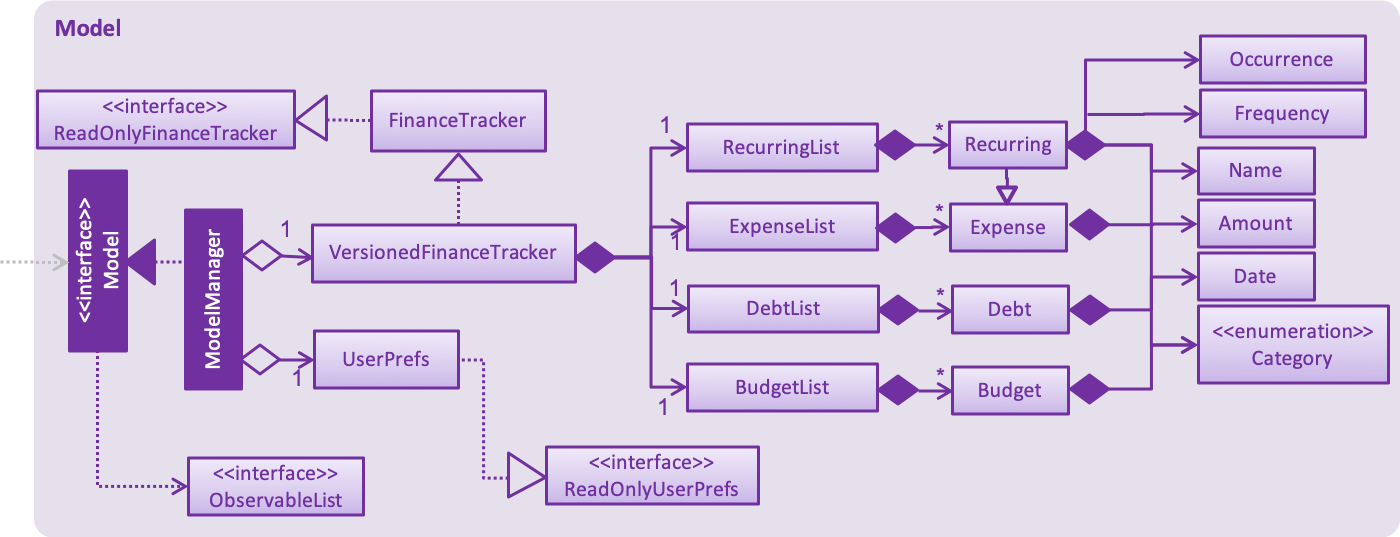 Model
<<interface>>
ReadOnlyFinanceTracker
FinanceTracker
<<interface>>
Model
ModelManager
1
VersionedFinanceTracker
1
UserPrefs
<<interface>>
ObservableList
<<interface>>
ReadOnlyUserPrefs
1
RecurringList
*
Recurring
1
ExpenseList
*
Expense
1
DebtList
*
Debt
1
BudgetList
*
Budget
Occurrence
Frequency
Name
Amount
Date
<<enumeration>>
Category